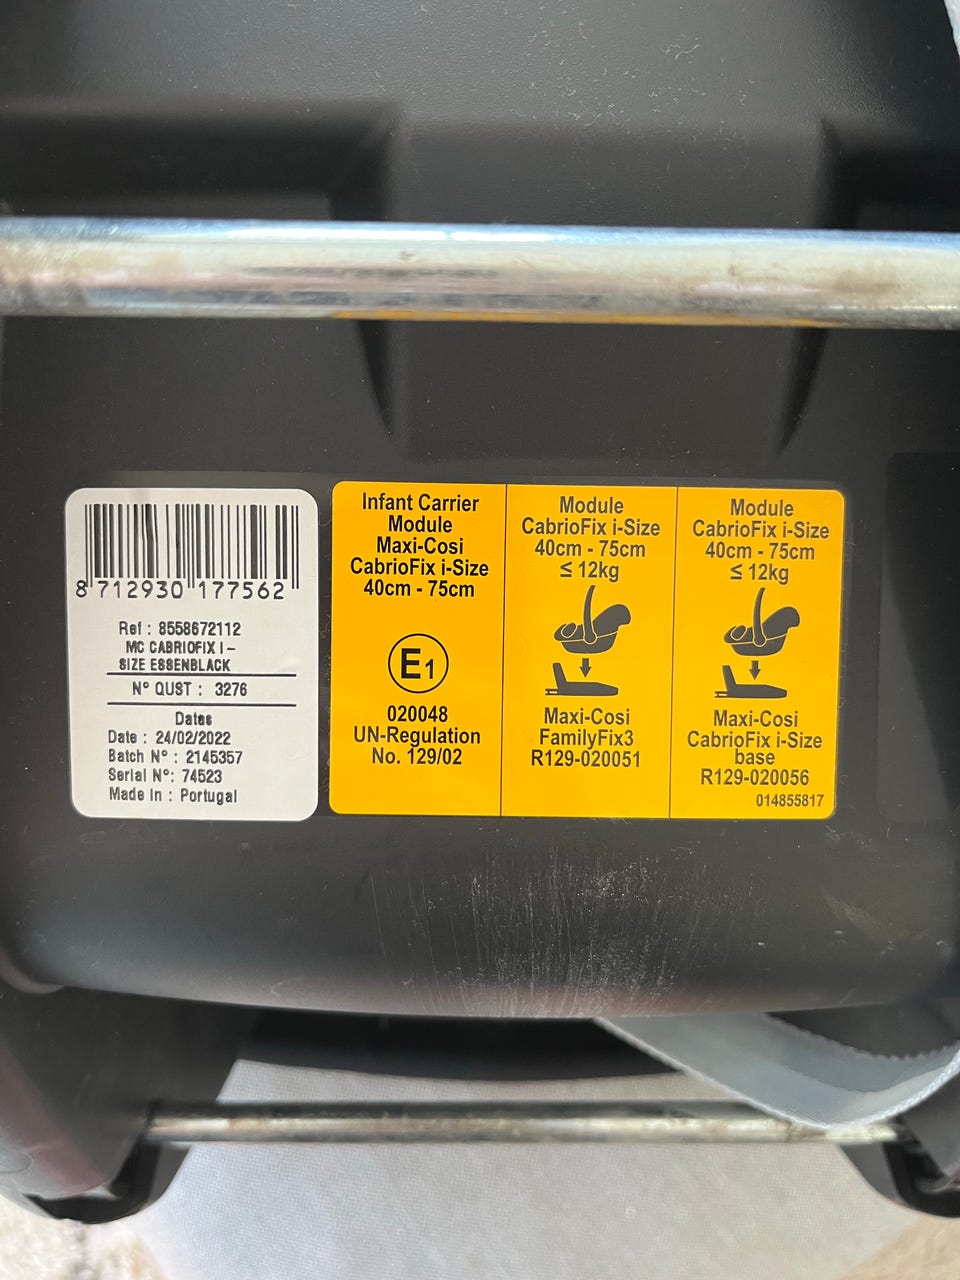 8 712930 177562
Ref : 8558672112
MC CABRIOFIX I-
SIZE ESSENBLACK
N° QUST : 3276
Datas
Date : 24/02/2022
Batch N° : 2145357
Serial N°: 74523
Made In : Portugal
Infant Carrier
Module
Maxi-Cosi
CabrioFix i-Size
40cm - 75cm
E1
020048
UN-Regulation
No. 129/02
Module
CabrioFix i-Size
40cm - 75cm
≤ 12kg
Maxi-Cosi
FamilyFix3
R129-020051
Module
CabrioFix i-Size
40cm - 75cm
≤ 12kg
Maxi-Cosi
CabrioFix i-Size
base
R129-020056
014855817